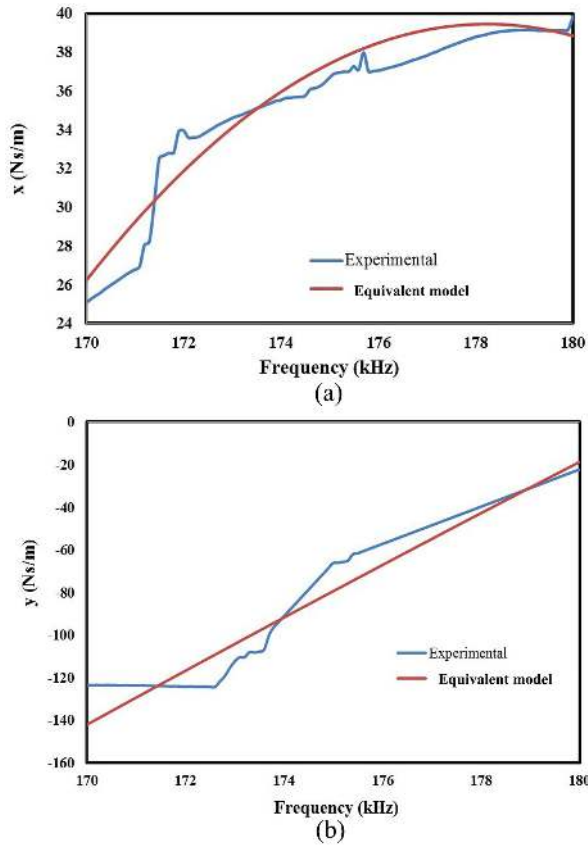 40
38
36
34
32
30
28
26
24
x (Ns/m)
Experimental
Equivalent model
170 172 174 176 178 180
Frequency (kHz)
(a)
0
-20
-40
-60
-80
-100
-120
-140
-160
y (Ns/m)
Experimental
Equivalent model
170 172 174 176 178 180
Frequency (kHz)
(b)